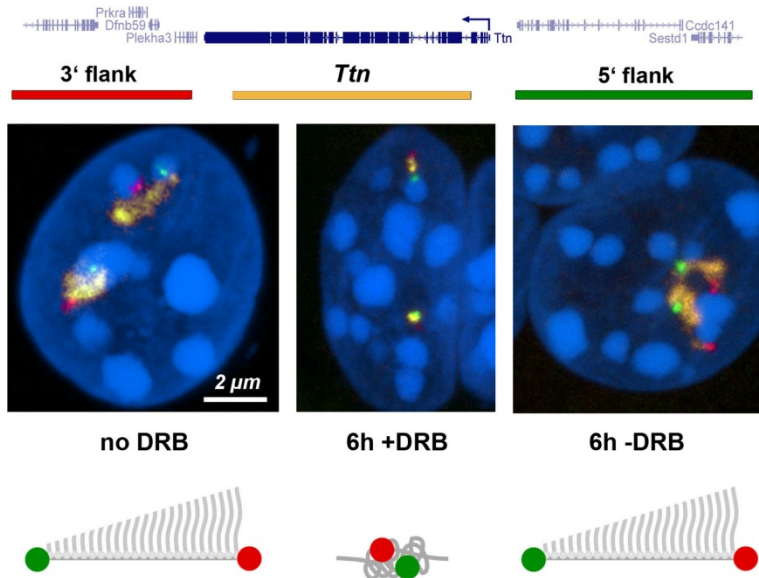 Prkra
Dfnb59
Plekha3
Ttn
Ccdc141
Sestd1
3‘ flank
Ttn
5‘ flank
2 µm
no DRB
6h +DRB
6h -DRB